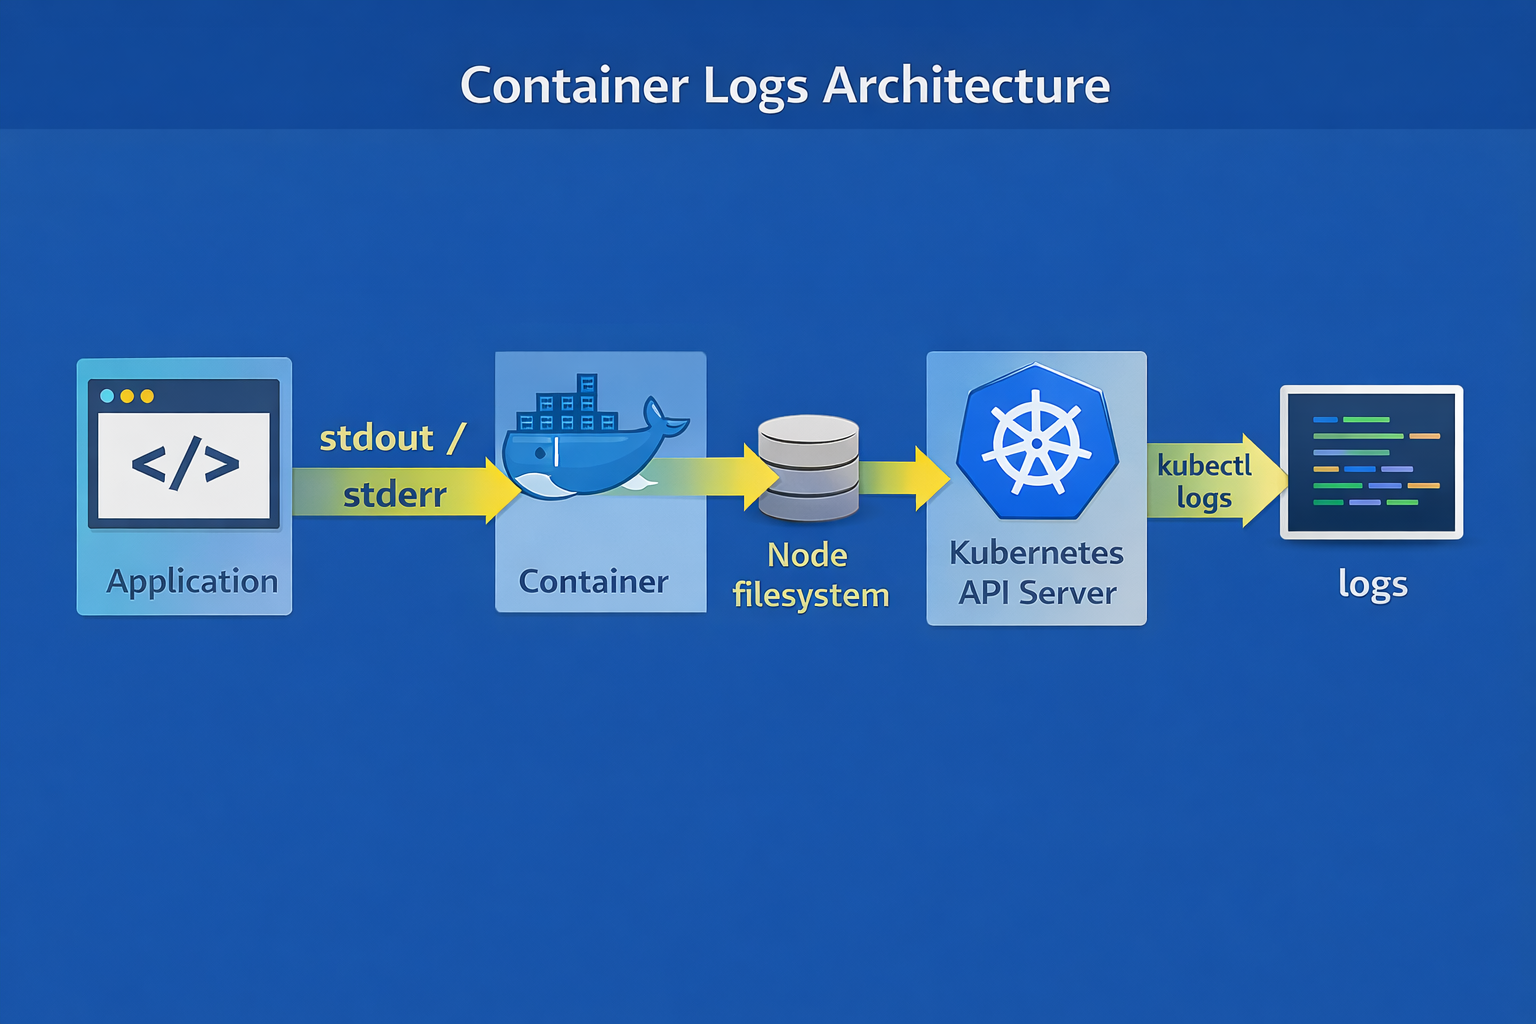 Container Logs Architecture
</>
Application
stdout /
stderr
Container
Node
filesystem
Kubernetes
API Server
kubectl
logs
logs